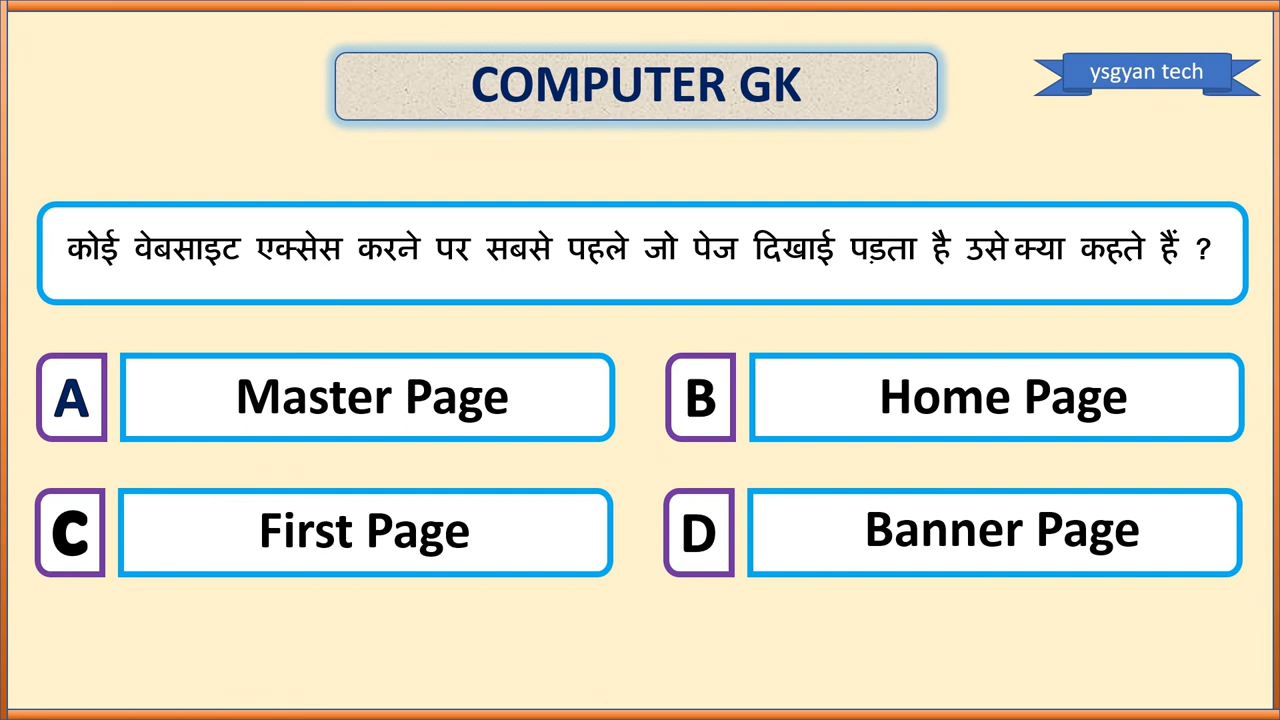 COMPUTER GK
ysgyan tech
कोई वेबसाइट एक्सेस करने पर सबसे पहले जो पेज दिखाई पड़ता है उसे क्या कहते हैं ?
A Master Page
B Home Page
C First Page
D Banner Page